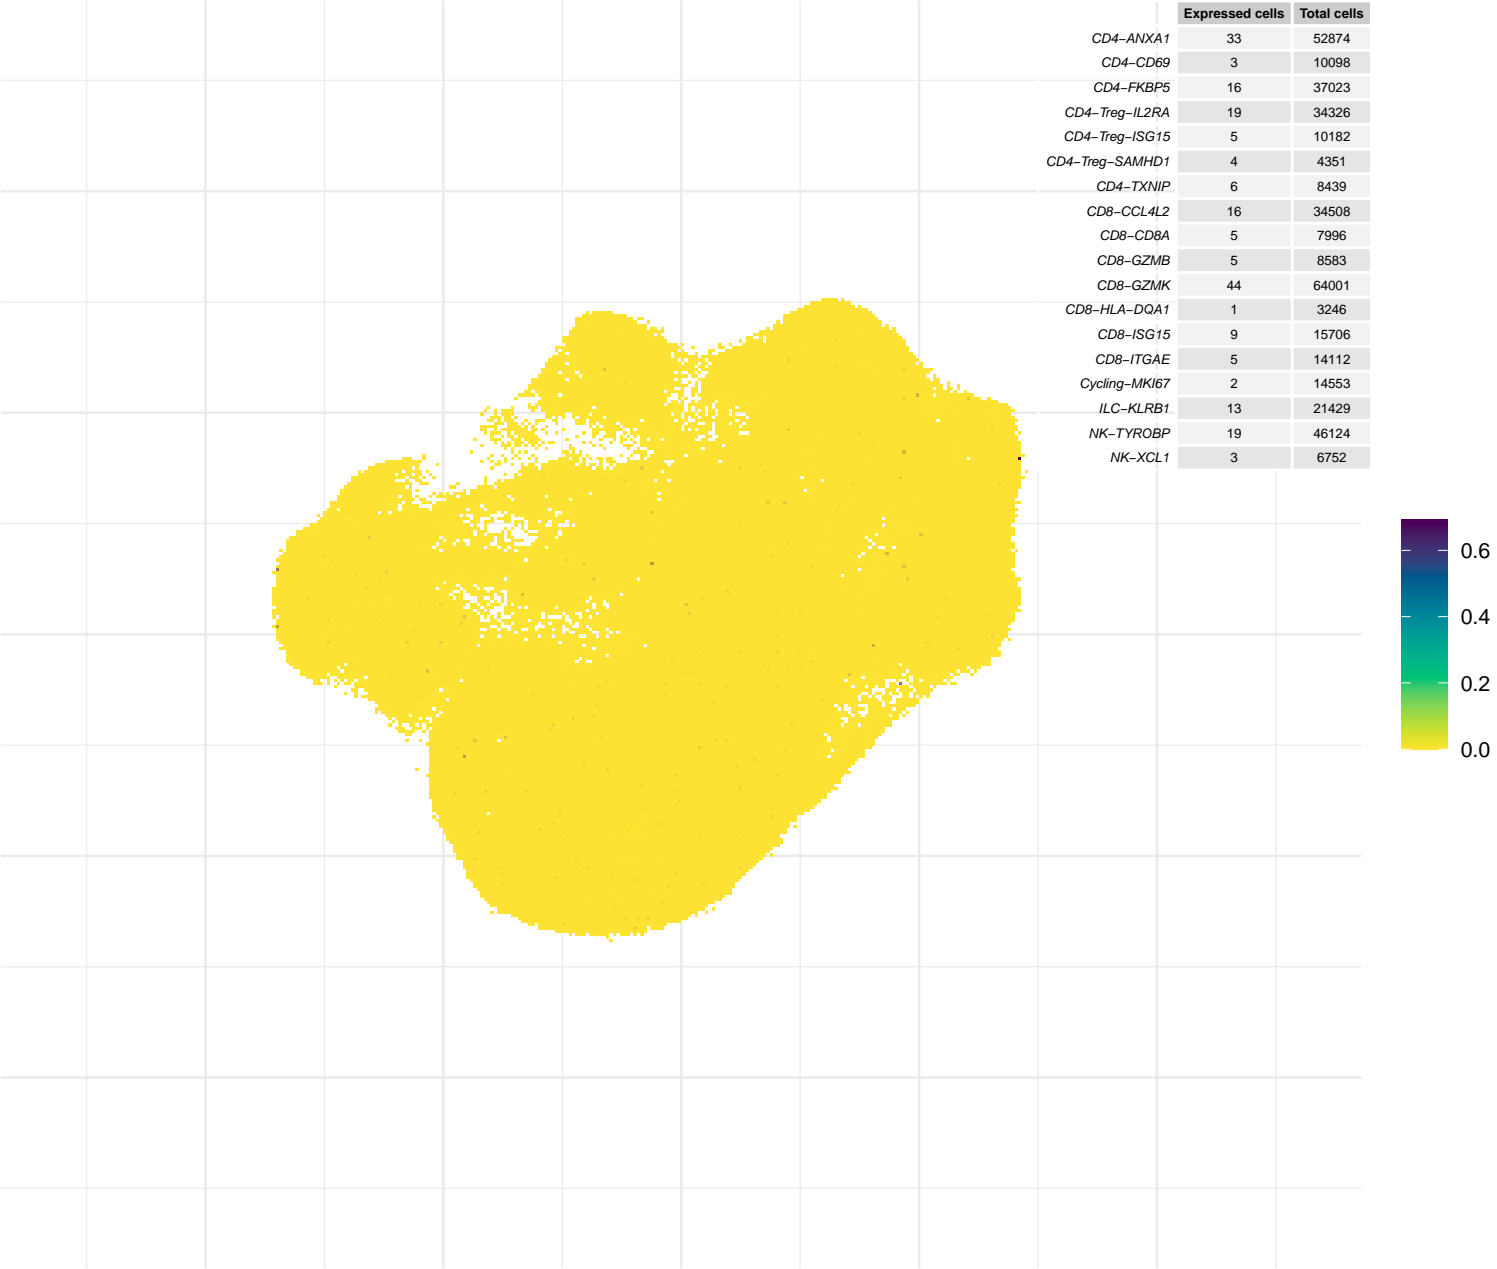 Expressed cells Total cells
CD4−ANXA1 33 52874
CD4−CD69 3 10098
CD4−FKBP5 16 37023
CD4−Treg−IL2RA 19 34326
CD4−Treg−ISG15 5 10182
CD4−Treg−SAMHD1 4 4351
CD4−TXNIP 6 8439
CD8−CCL4L2 16 34508
CD8−CD8A 5 7996
CD8−GZMB 5 8583
CD8−GZMK 44 64001
CD8−HLA−DQA1 1 3246
CD8−ISG15 9 15706
CD8−ITGAE 5 14112
Cycling−MKI67 2 14553
ILC−KLRB1 13 21429
NK−TYROBP 19 46124
NK−XCL1 3 6752
0.6
0.4
0.2
0.0